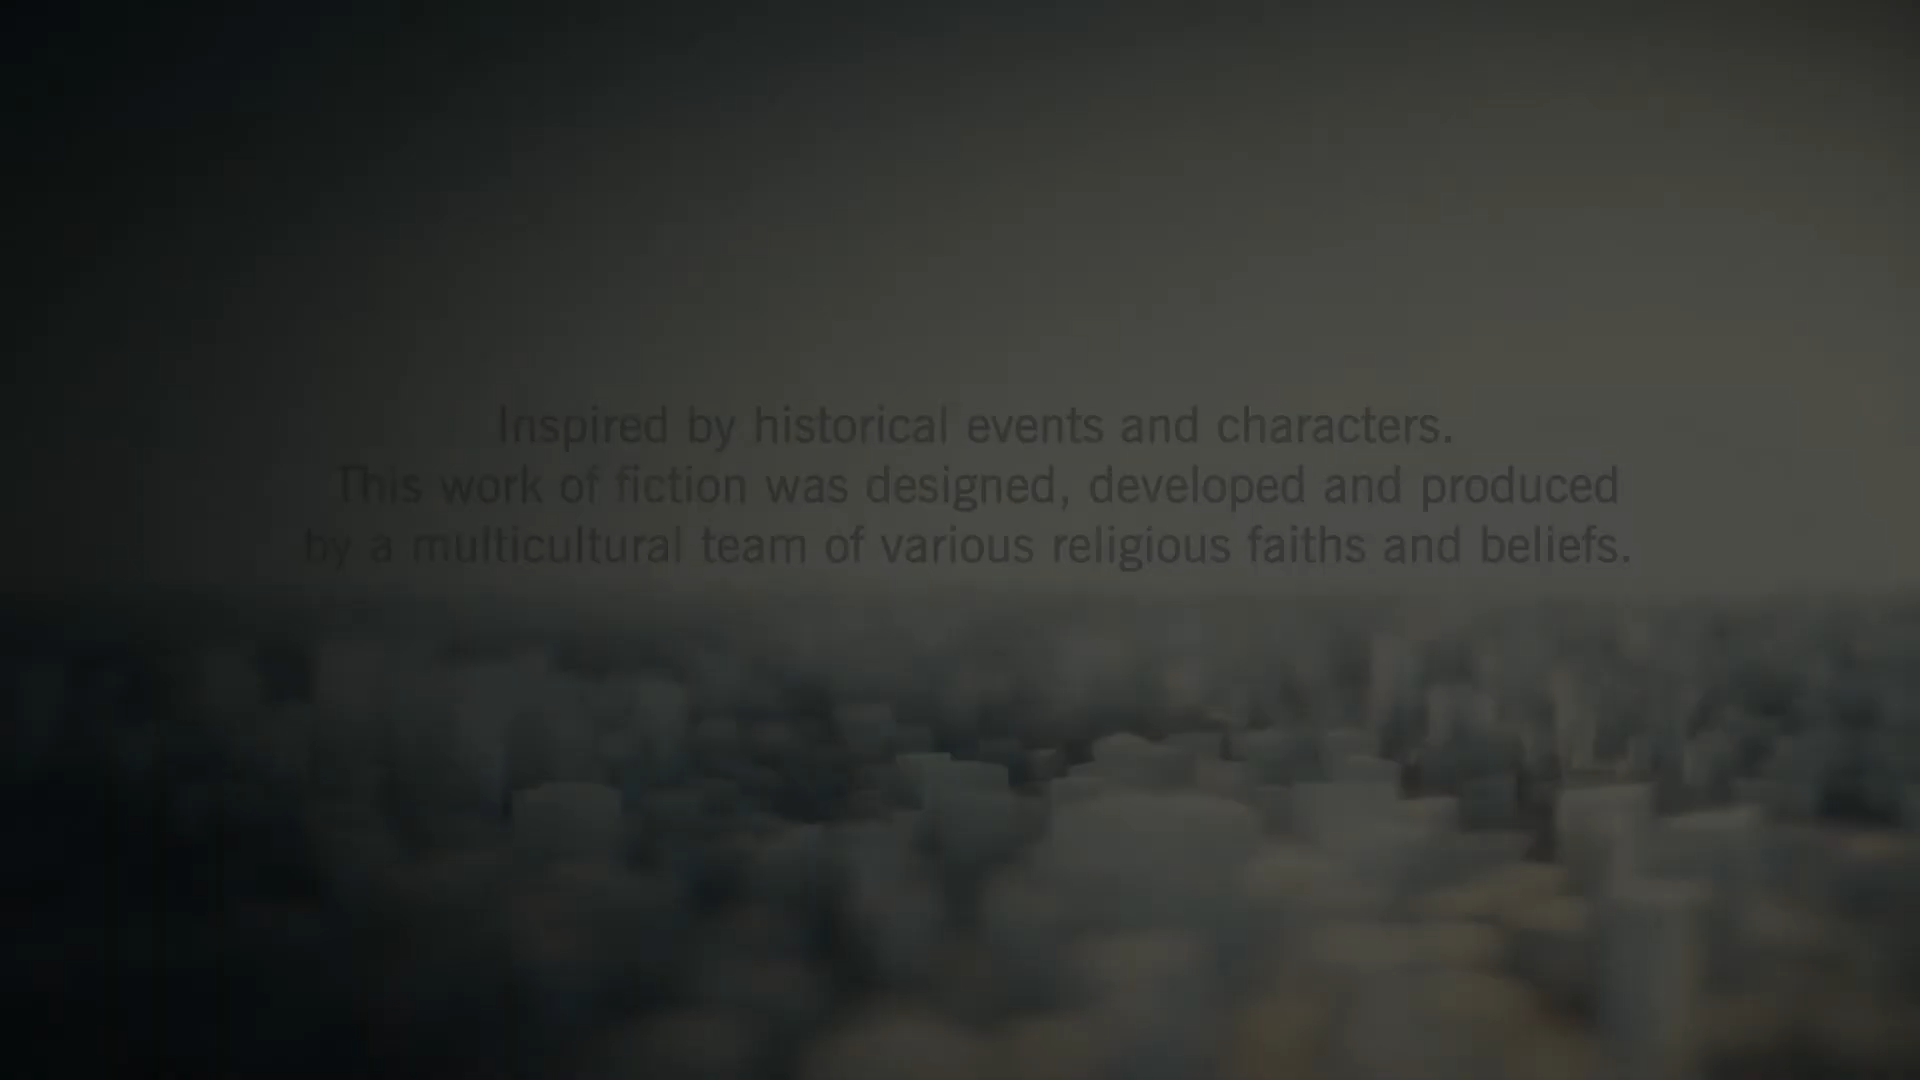 Inspired by historical events and characters.
This work of fiction was designed, developed and produced
by a multicultural team of various religious faiths and beliefs.